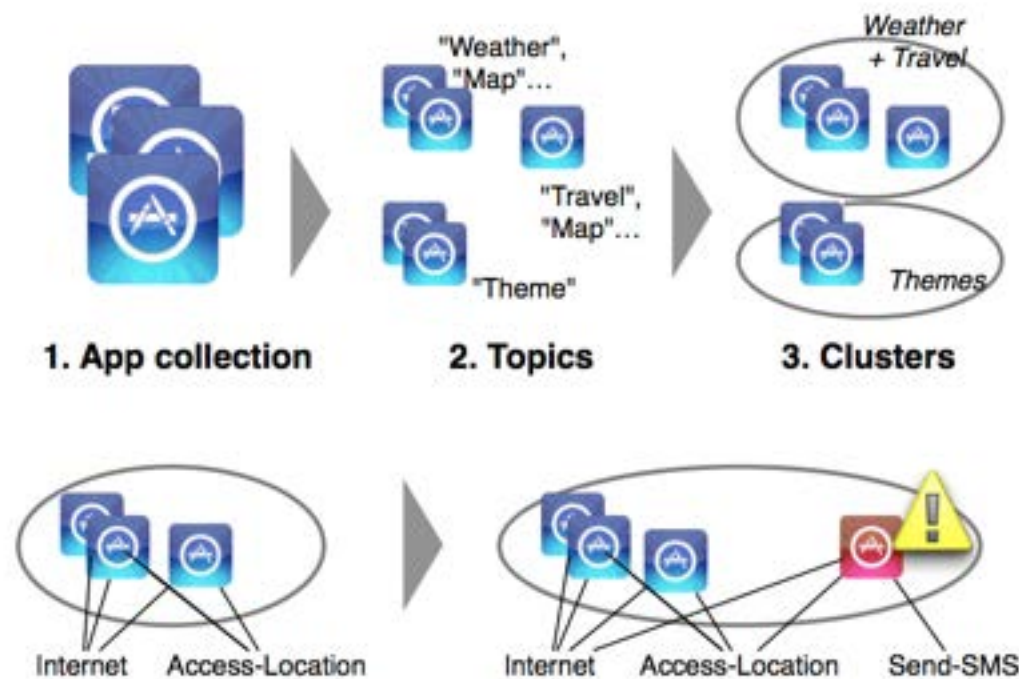 "Weather",
"Map"...
"Travel",
"Map"...
"Theme"
Weather
+ Travel
Themes
1. App collection
2. Topics
3. Clusters
Internet
Access-Location
Internet
Access-Location
Send-SMS